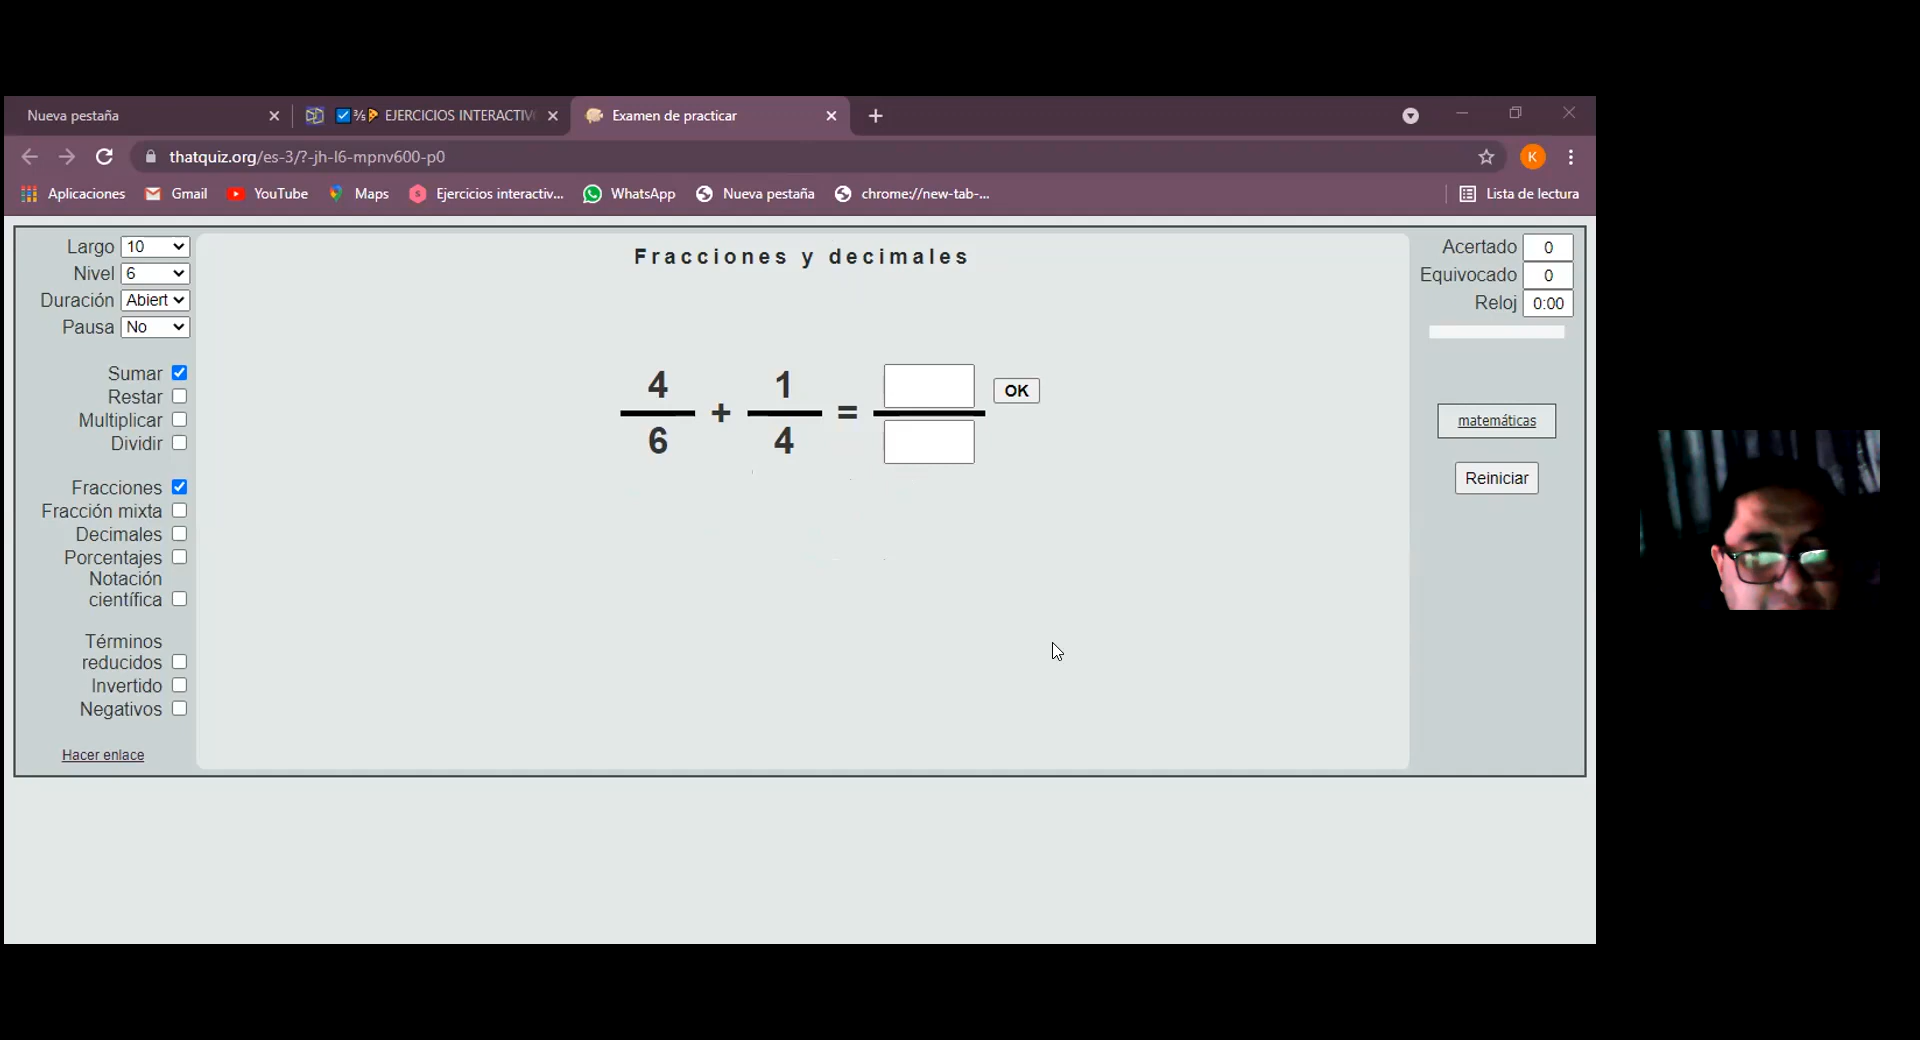 Nueva pestaña
⅗ EJERCICIOS INTERACTIV
Examen de practicar
thatquiz.org/es-3/?-jh-l6-mpnv600-p0
K
Aplicaciones
Gmail
YouTube
Maps
Ejercicios interactiv...
WhatsApp
Nueva pestaña
chrome://new-tab-...
Lista de lectura
Largo 10
Nivel 6
Duración Abiert
Pausa No
Sumar
Restar
Multiplicar
Dividir
Fracciones
Fracción mixta
Decimales
Porcentajes
Notación
científica
Términos
reducidos
Invertido
Negativos
Hacer enlace
Fracciones y decimales
4 1
+ =
6 4
OK
Acertado 0
Equivocado 0
Reloj 0:00
matemáticas
Reiniciar